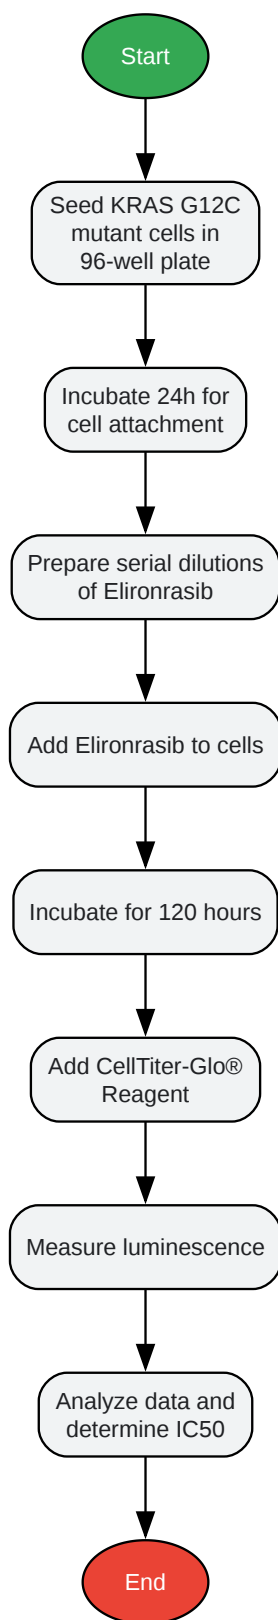 Start
Seed KRAS G12C
mutant cells in
96-well plate
Incubate 24h for
cell attachment
Prepare serial dilutions
of Elironrasib
Add Elironrasib to cells
Incubate for 120 hours
Add CellTiter-Glo®
Reagent
Measure luminescence
Analyze data and
determine IC50
End